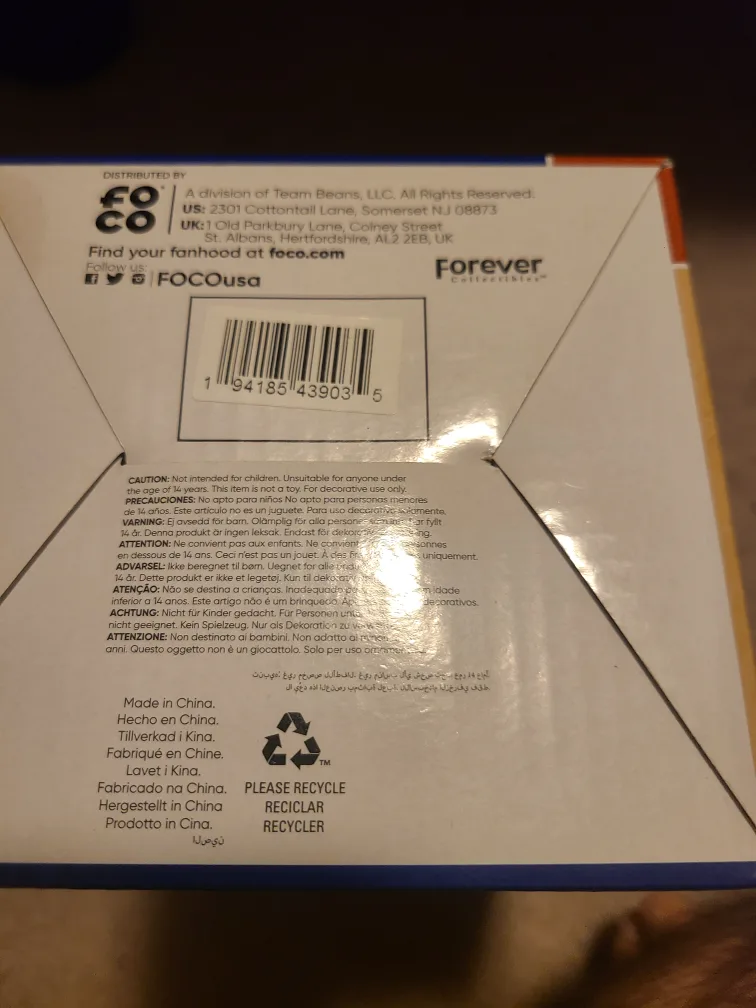 DISTRIBUTED BY
FOCO
A division of Team Beans, LLC. All Rights Reserved.
US: 2301 Cottontail Lane, Somerset NJ 08873
UK: 1 Old Parkbury Lane, Colney Street
St. Albans, Hertfordshire, AL2 2EB, UK
Find your fanhood at foco.com
Follow us:
FOCOusa
Forever
Collectibles™
1 94185 43903 5
CAUTION: Not intended for children. Unsuitable for anyone under
the age of 14 years. This item is not a toy. For decorative use only.
PRECAUCIONES: No apto para niños No apto para personas menores
de 14 años. Este artículo no es un juguete. Para uso decorativo solamente.
VARNING: Ej avsedd för barn. Olämplig för alla fyllt
14 år. Denna produkt är ingen leksak. Endast för
ATTENTION: Ne convient pas aux enfants. Ne convient
en dessous de 14 ans. Ceci n'est pas un jouet. À des uniquement.
ADVARSEL: Ikke beregnet til børn. Uegnet for alle
14 år. Dette produkt er ikke et legetøj. Kun til
ATENÇÃO: Não se destina a crianças. Inadequado idade
inferior a 14 anos. Este artigo não é um brinquedo. decorativos.
ACHTUNG: Nicht für Kinder gedacht. Für Personen
nicht geeignet. Kein Spielzeug. Nur als Dekoration zu
ATTENZIONE: Non destinato ai bambini. Non adatto ai
anni. Questo oggetto non è un giocattolo. Solo per uso
Made in China.
Hecho en China.
Tillverkad i Kina.
Fabriqué en Chine.
Lavet i Kina.
Fabricado na China.
Hergestellt in China
Prodotto in Cina.
الصين
TM
PLEASE RECYCLE
RECICLAR
RECYCLER